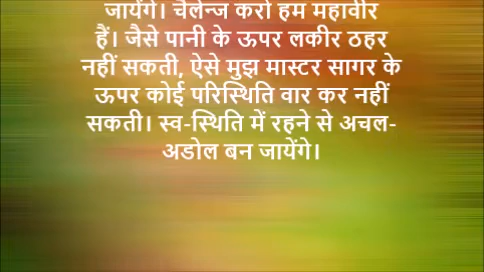 जायेंगे। चैलेन्ज करो हम महावीर
हैं। जैसे पानी के ऊपर लकीर ठहर
नहीं सकती, ऐसे मुझ मास्टर सागर के
ऊपर कोई परिस्थिति वार कर नहीं
सकती। स्व-स्थिति में रहने से अचल-
अडोल बन जायेंगे।